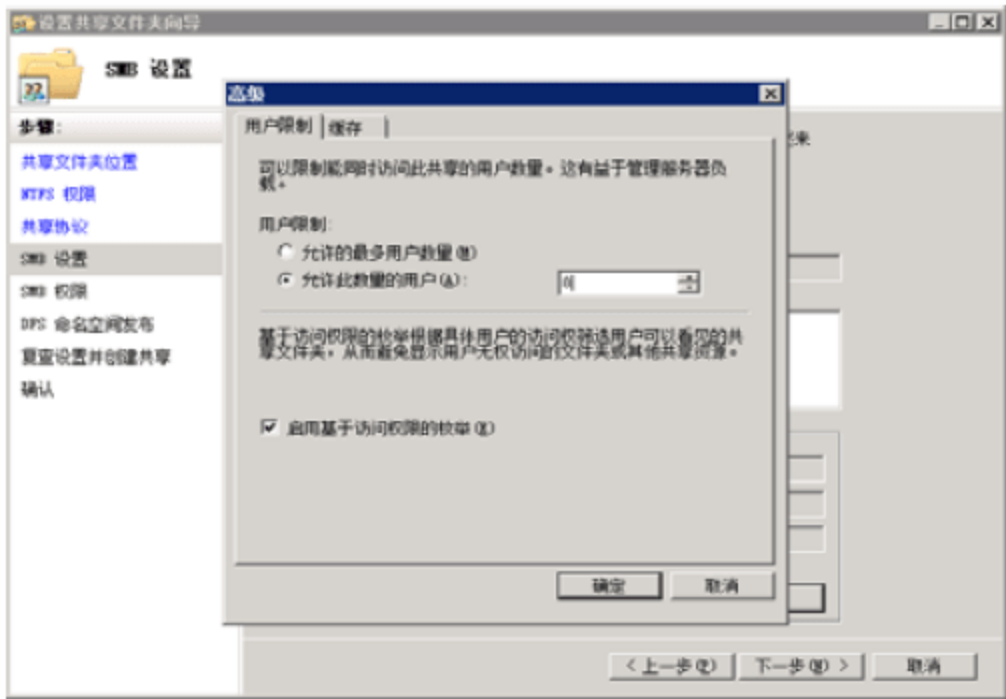 设置共享文件夹向导
SMB 设置
步骤:
共享文件夹位置
NTFS 权限
共享协议
SMB 设置
SMB 权限
DFS 命名空间发布
复查设置并创建共享
确认
高级
用户限制
缓存
可以限制能同时访问此共享的用户数量。这有益于管理服务器负
载。
用户限制:
允许的最多用户数量(M)
允许此数量的用户(A):
基于访问权限的枚举根据具体用户的访问权筛选用户可以看见的共
享文件夹，从而避免显示用户无权访问的文件夹或其他共享资源。
启用基于访问权限的枚举(E)
确定
取消
来
< 上一步(P)
下一步(N) >
取消